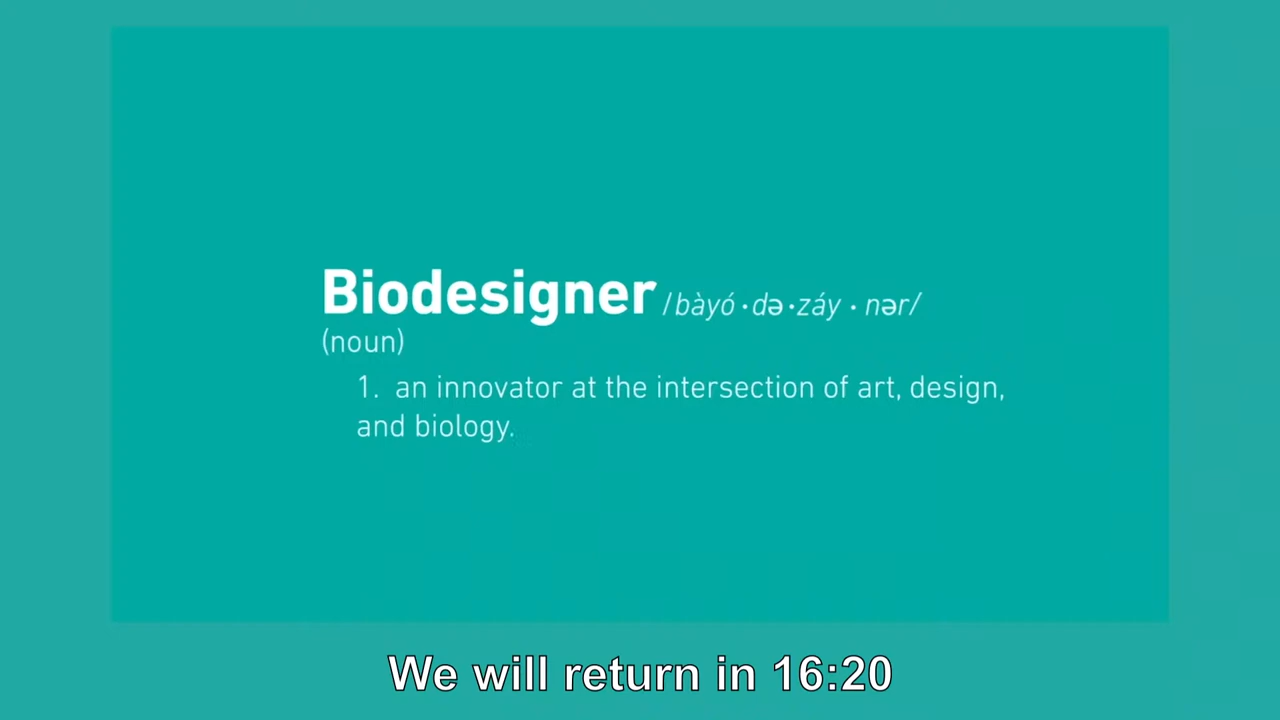 Biodesigner /bàyó·də·záy · nər/
(noun)
1. an innovator at the intersection of art, design,
and biology.
We will return in 16:20